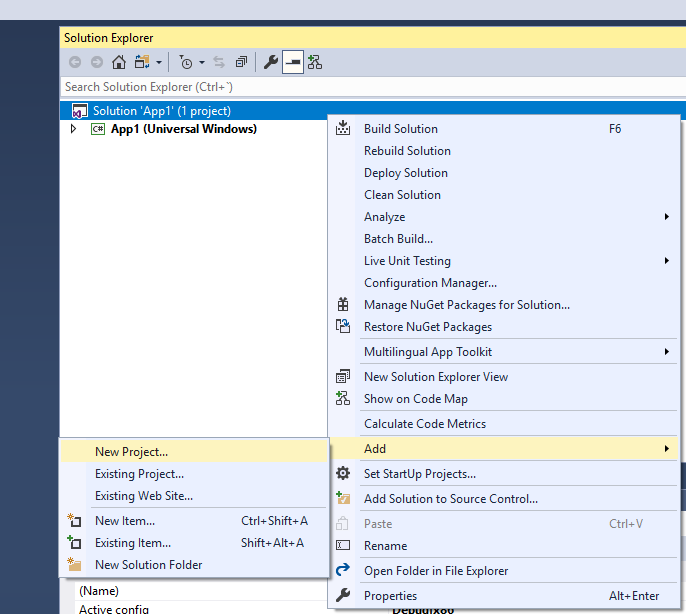 Solution Explorer
Search Solution Explorer (Ctrl+`)
Solution 'App1' (1 project)
C# App1 (Universal Windows)
Build Solution F6
Rebuild Solution
Deploy Solution
Clean Solution
Analyze
Batch Build...
Live Unit Testing
Configuration Manager...
Manage NuGet Packages for Solution...
Restore NuGet Packages
Multilingual App Toolkit
New Solution Explorer View
Show on Code Map
Calculate Code Metrics
Add
Set StartUp Projects...
Add Solution to Source Control...
Paste Ctrl+V
Rename
Open Folder in File Explorer
Properties Alt+Enter
New Project...
Existing Project...
Existing Web Site...
New Item... Ctrl+Shift+A
Existing Item... Shift+Alt+A
New Solution Folder
(Name)
Active config Debug|x86